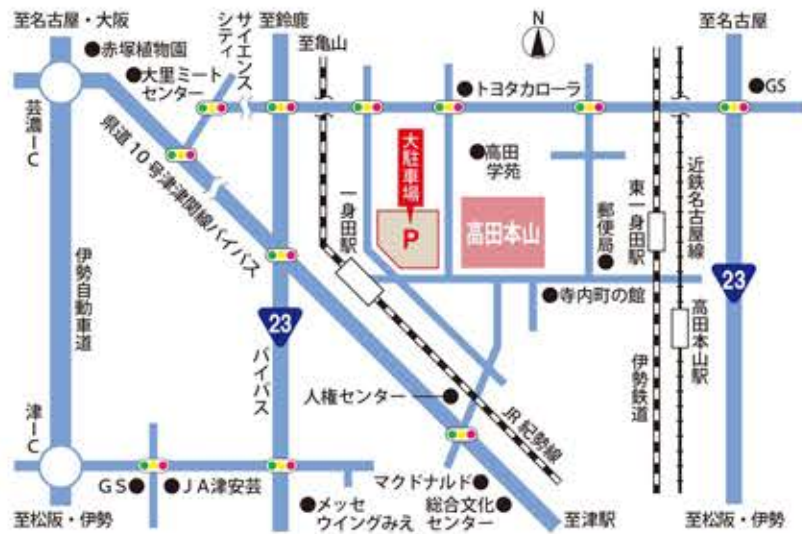 至名古屋・大阪
至鈴鹿
至名古屋
サイエンス
シティ
至亀山
N
赤塚植物園
大里ミート
センター
トヨタカローラ
GS
芸濃IC
県道10号津津関線バイパス
大駐車場
P
高田
学苑
高田本山
一身田駅
郵便局
東一身田駅
近鉄名古屋線
23
寺内町の館
伊勢自動車道
23
バイパス
高田本山駅
伊勢鉄道
人権センター
JR紀勢線
津IC
GS
JA津安芸
マクドナルド
メッセ
ウイングみえ
総合文化
センター
至松阪・伊勢
至津駅
至松阪・伊勢